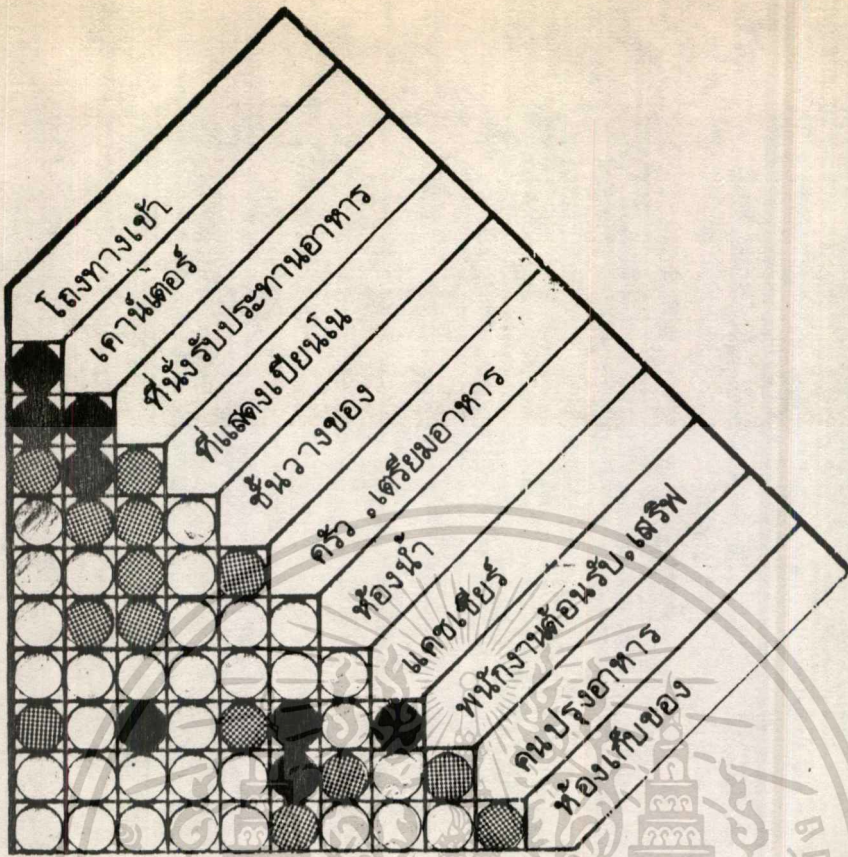 โถงทางเข้า
เคาน์เตอร์
ที่นั่งรับประทานอาหาร
ที่แสดงเปียนโน
ชั้นวางของ
ครัว , เตรียมอาหาร
ห้องน้ำ
แคชเชียร์
พนักงานต้อนรับ, เสริฟ
คนปรุงอาหาร
ห้องเก็บของ